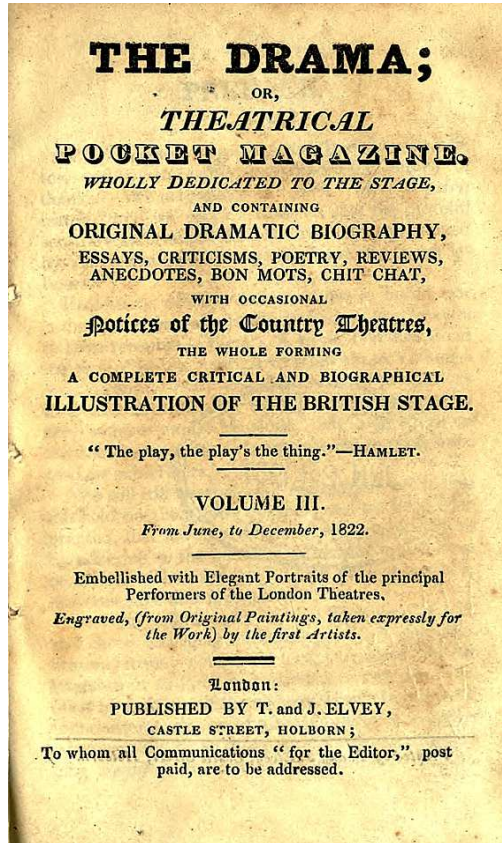 THE DRAMA;
OR,
THEATRICAL
POCKET MAGAZINE.
WHOLLY DEDICATED TO THE STAGE,
AND CONTAINING
ORIGINAL DRAMATIC BIOGRAPHY,
ESSAYS, CRITICISMS, POETRY, REVIEWS,
ANECDOTES, BON MOTS, CHIT CHAT,
WITH OCCASIONAL
Notices of the Country Theatres,
THE WHOLE FORMING
A COMPLETE CRITICAL AND BIOGRAPHICAL
ILLUSTRATION OF THE BRITISH STAGE.
“ The play, the play's the thing.”—HAMLET.
VOLUME III.
From June, to December, 1822.
Embellished with Elegant Portraits of the principal
Performers of the London Theatres,
Engraved, (from Original Paintings, taken expressly for
the Work) by the first Artists.
London:
PUBLISHED BY T. and J. ELVEY,
CASTLE STREET, HOLBORN;
To whom all Communications “ for the Editor,” post
paid, are to be addressed.